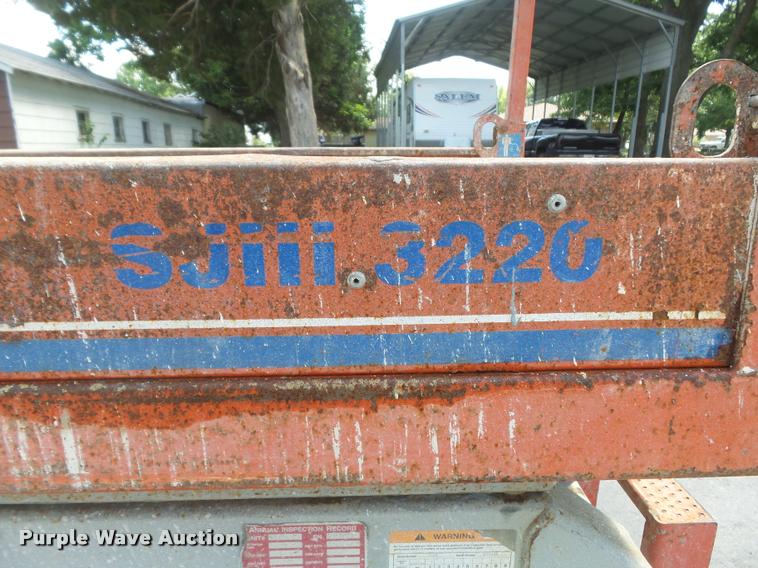 SALEM
SJiii 3220
Purple Wave Auction
ANNUAL INSPECTION RECORD
WARNING